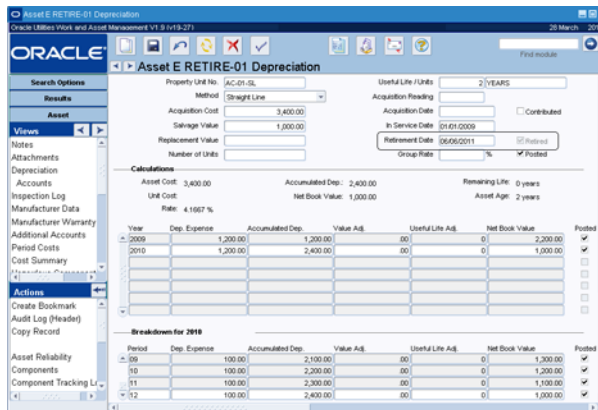 Asset E RETIRE-01 Depreciation
Oracle Utilities Work and Asset Management V1.9 (v19-27)
28 March 201
ORACLE
Find module
Asset E RETIRE-01 Depreciation
Search Options
Results
Asset
Views
Notes
Attachments
Depreciation
Accounts
Inspection Log
Manufacturer Data
Manufacturer Warranty
Additional Accounts
Period Costs
Cost Summary
Actions
Create Bookmark
Audit Log (Header)
Copy Record
Asset Reliability
Components
Component Tracking
Property Unit No. AC-01-SL Useful Life / Units 2 YEARS
Method Straight Line Acquisition Reading
Acquisition Cost 3,400.00 Acquisition Date Contributed
Salvage Value 1,000.00 In Service Date 01/01/2009
Replacement Value Retirement Date 06/06/2011 Retired
Number of Units Group Rate % Posted
Calculations
Asset Cost: 3,400.00 Accumulated Dep.: 2,400.00 Remaining Life: 0 years
Unit Cost: Net Book Value: 1,000.00 Asset Age: 2 years
Rate: 4.1667 %
Year Dep. Expense Accumulated Dep. Value Adj. Useful Life Adj. Net Book Value Posted
2009 1,200.00 1,200.00 .00 0 2,200.00
2010 1,200.00 2,400.00 .00 0 1,000.00
Breakdown for 2010
Period Dep. Expense Accumulated Dep. Value Adj. Useful Life Adj. Net Book Value Posted
09 100.00 2,100.00 .00 0 1,300.00
10 100.00 2,200.00 .00 0 1,200.00
11 100.00 2,300.00 .00 0 1,100.00
12 100.00 2,400.00 .00 0 1,000.00